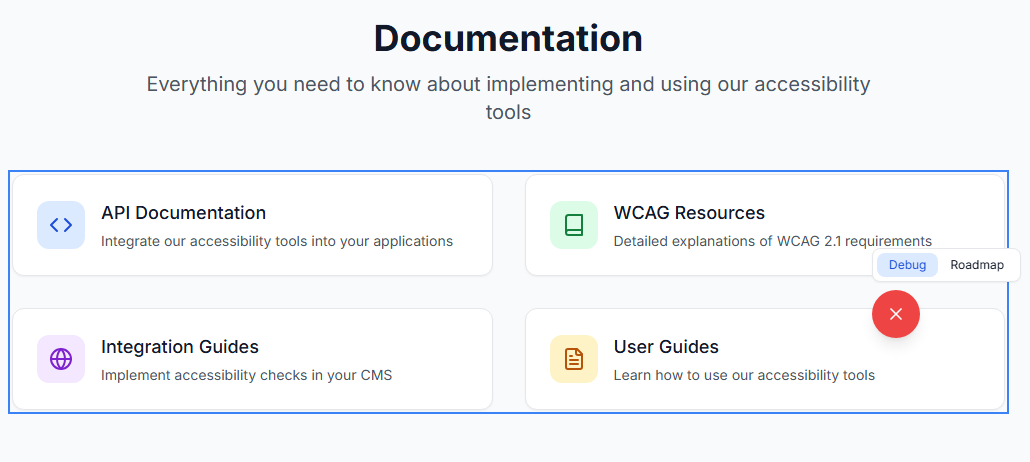 Documentation
Everything you need to know about implementing and using our accessibility
tools
API Documentation
Integrate our accessibility tools into your applications
WCAG Resources
Detailed explanations of WCAG 2.1 requirements
Debug
Roadmap
Integration Guides
Implement accessibility checks in your CMS
User Guides
Learn how to use our accessibility tools